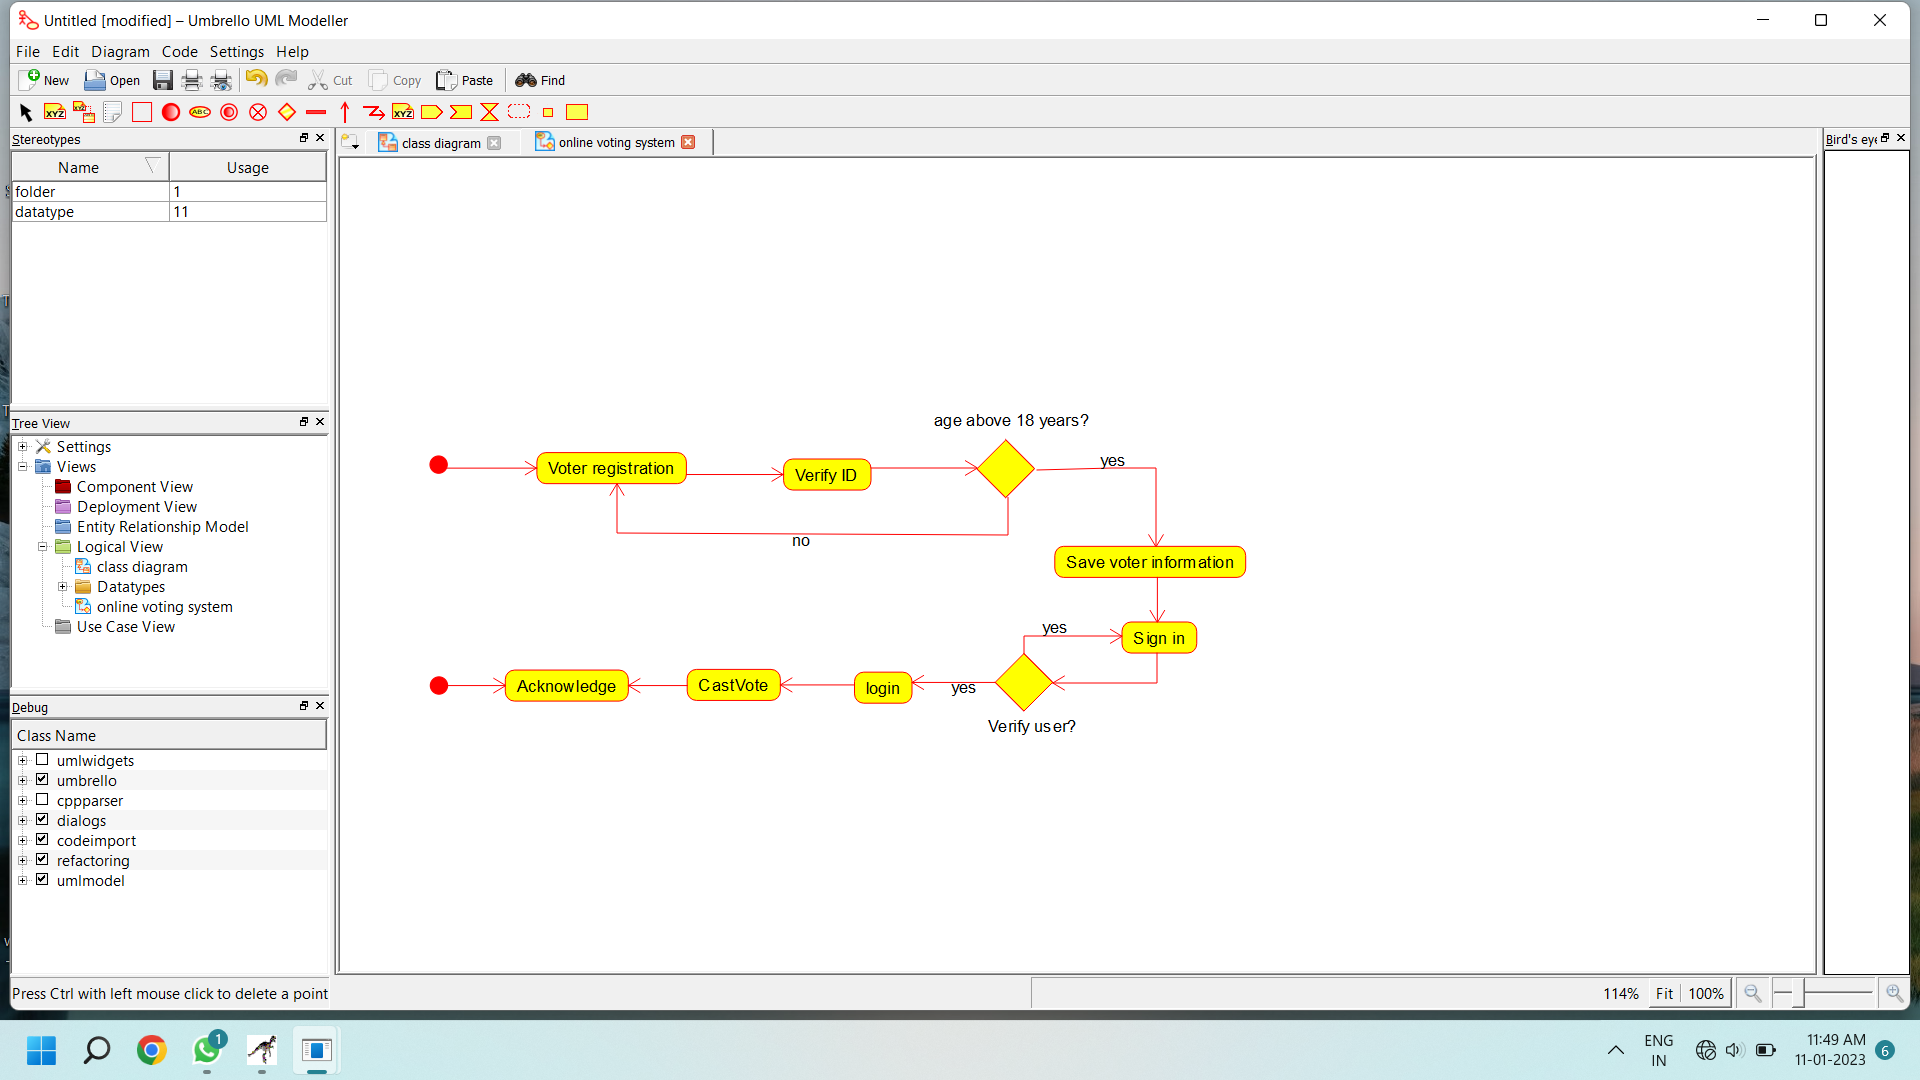 Untitled [modified] – Umbrello UML Modeller
File Edit Diagram Code Settings Help
New Open Cut Copy Paste Find
XYZ XYZ ABC XYZ
Stereotypes
class diagram online voting system
Bird's eye
Name Usage
folder 1
datatype 11
Tree View
Settings
Views
Component View
Deployment View
Entity Relationship Model
Logical View
class diagram
Datatypes
online voting system
Use Case View
Debug
Class Name
umlwidgets
umbrello
cppparser
dialogs
codeimport
refactoring
umlmodel
age above 18 years?
Voter registration
Verify ID
yes
no
Save voter information
yes
Sign in
Acknowledge
CastVote
login
yes
Verify user?
Press Ctrl with left mouse click to delete a point
114% Fit 100%
1
ENG
IN
11:49 AM
11-01-2023
6